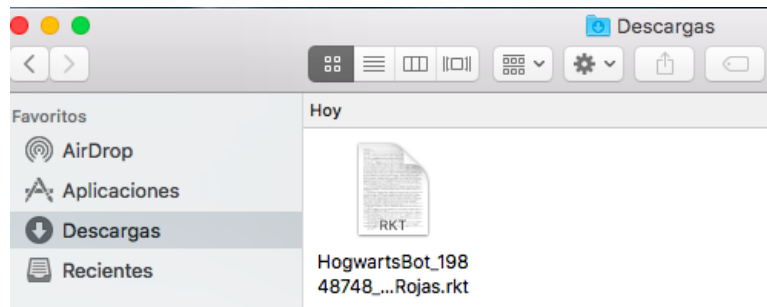 Descargas
Favoritos
AirDrop
Aplicaciones
Descargas
Recientes
Hoy
RKT
HogwartsBot_198
48748_...Rojas.rkt